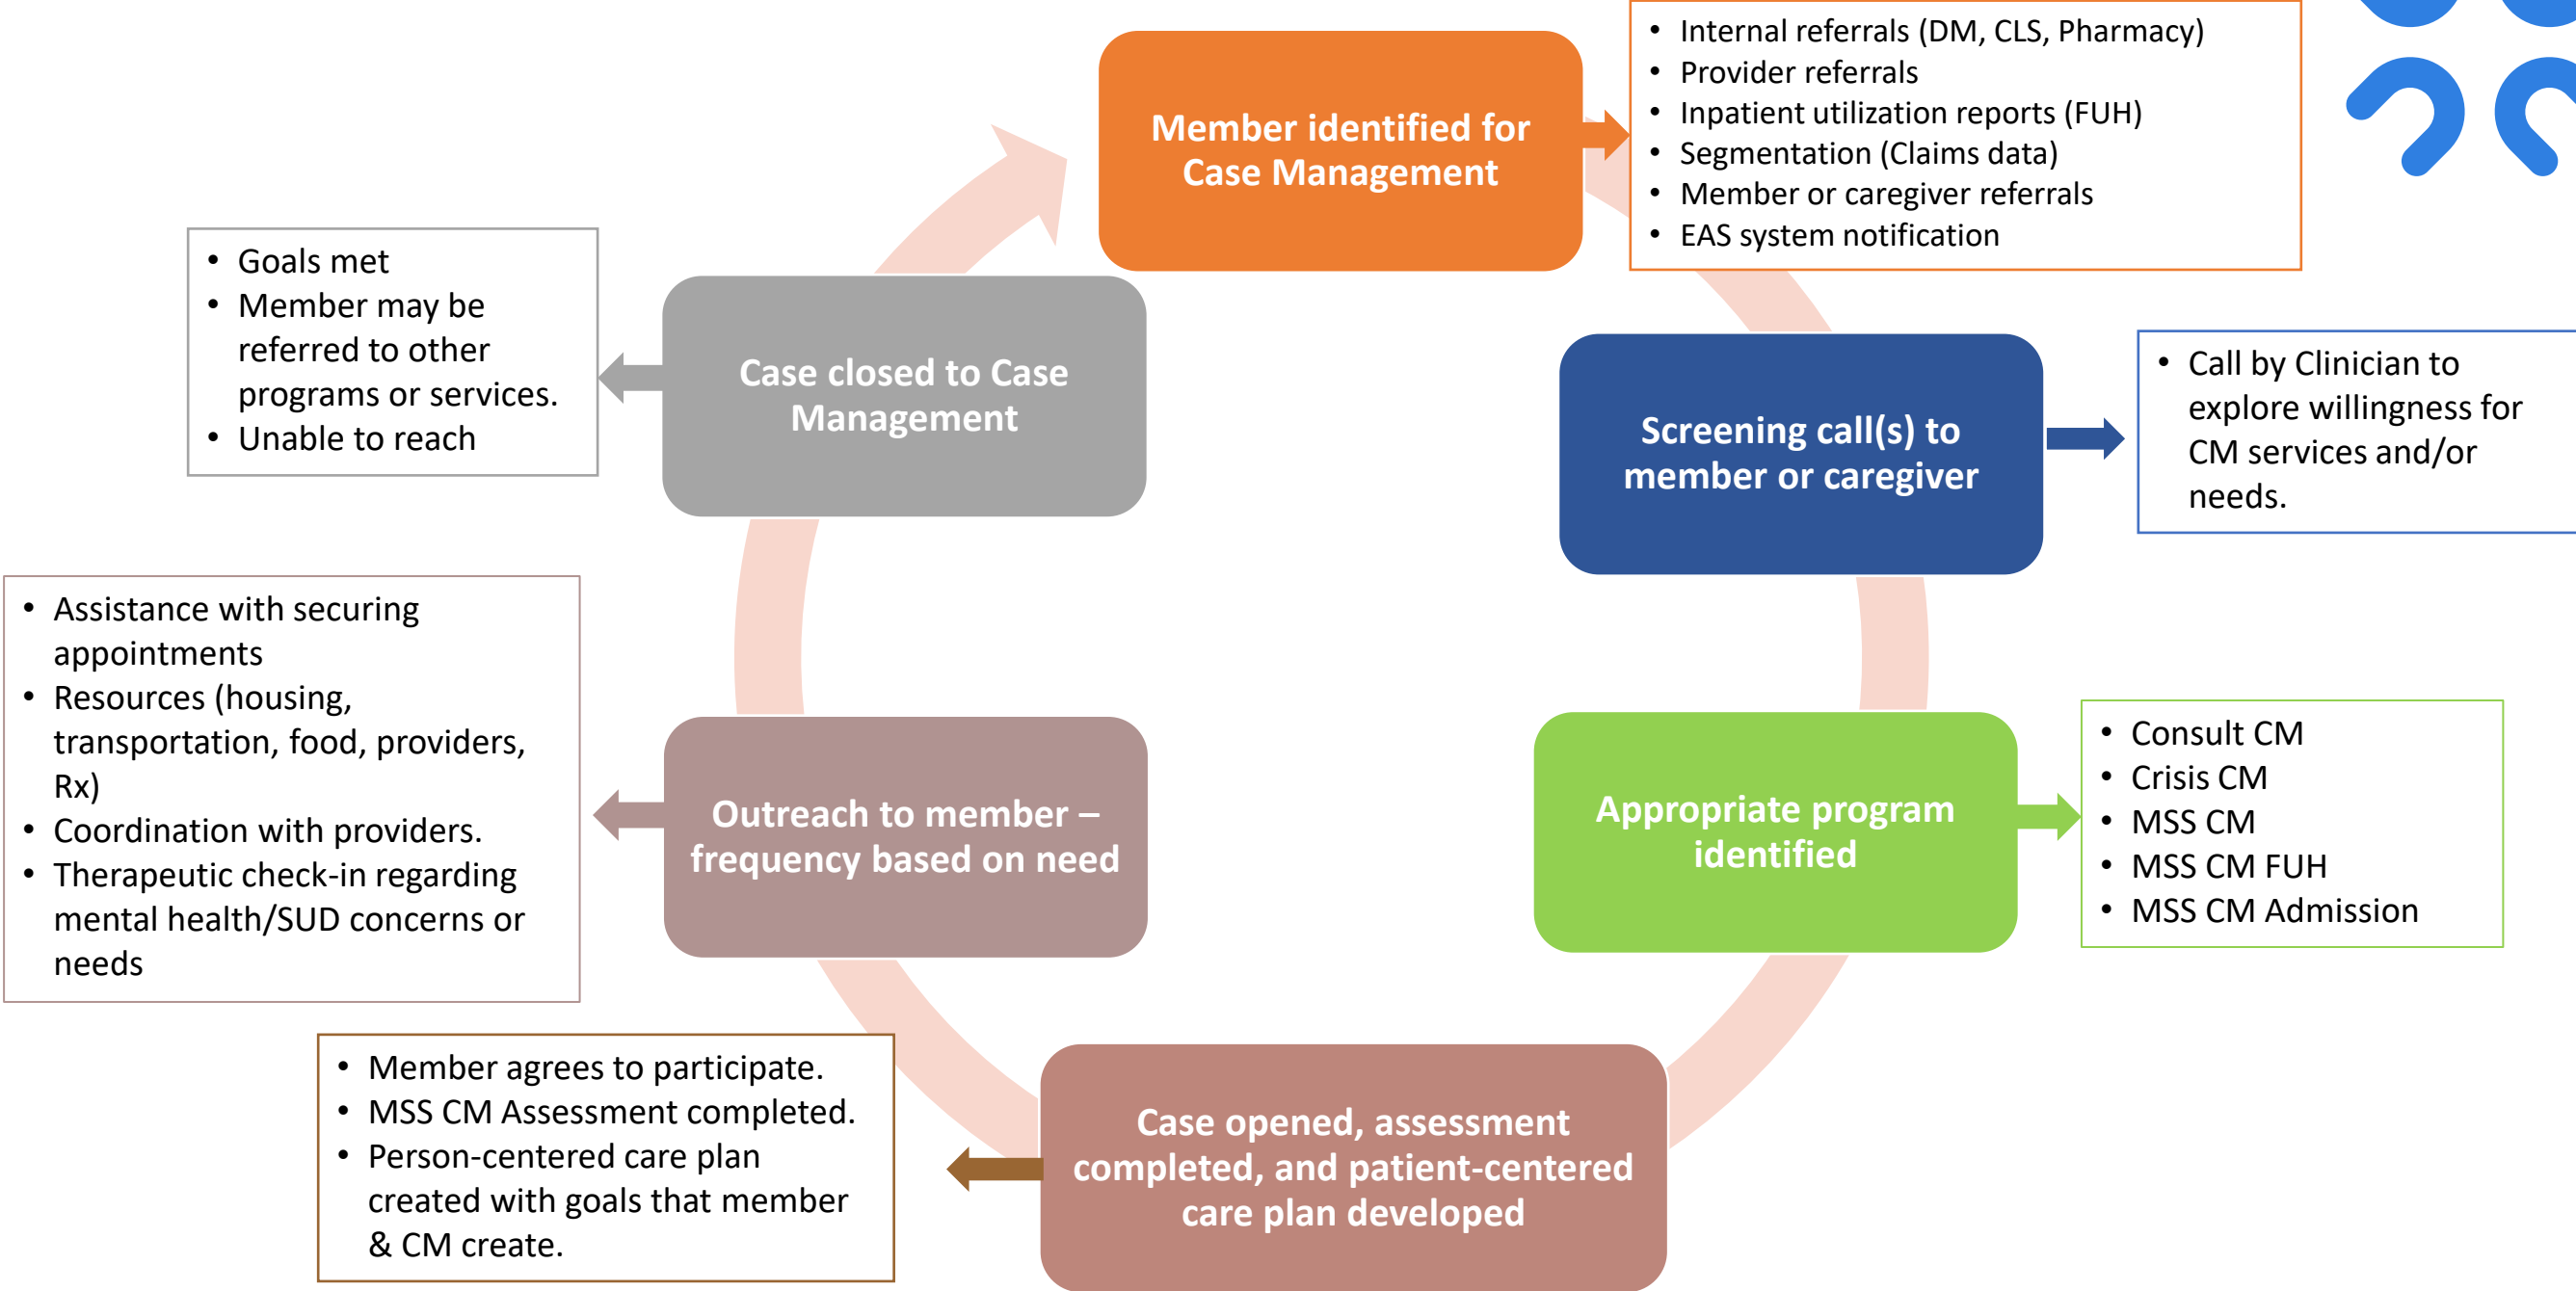 Member identified for
Case Management
• Internal referrals (DM, CLS, Pharmacy)
• Provider referrals
• Inpatient utilization reports (FUH)
• Segmentation (Claims data)
• Member or caregiver referrals
• EAS system notification
Screening call(s) to
member or caregiver
• Call by Clinician to
explore willingness for
CM services and/or
needs.
Appropriate program
identified
• Consult CM
• Crisis CM
• MSS CM
• MSS CM FUH
• MSS CM Admission
Case opened, assessment
completed, and patient-centered
care plan developed
• Member agrees to participate.
• MSS CM Assessment completed.
• Person-centered care plan
created with goals that member
& CM create.
Outreach to member –
frequency based on need
• Assistance with securing
appointments
• Resources (housing,
transportation, food, providers,
Rx)
• Coordination with providers.
• Therapeutic check-in regarding
mental health/SUD concerns or
needs
Case closed to Case
Management
• Goals met
• Member may be
referred to other
programs or services.
• Unable to reach